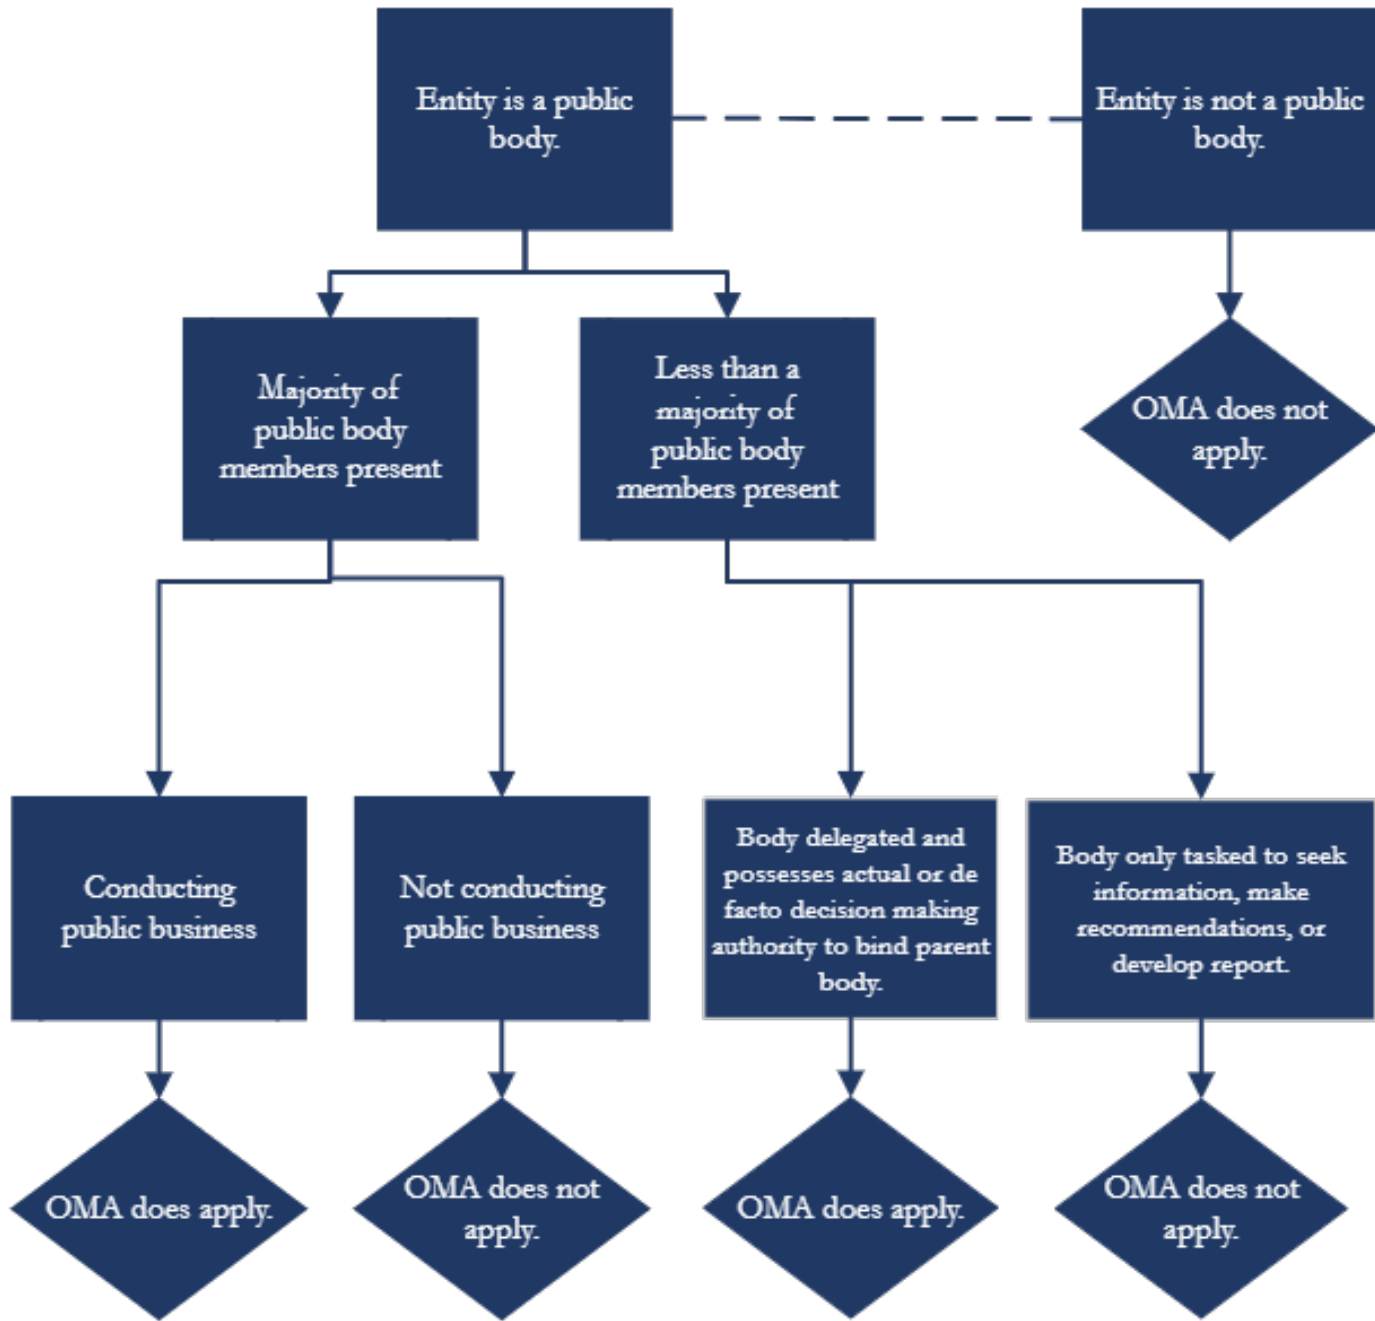 Entity is a public
body.
Entity is not a public
body.
Majority of
public body
members present
Less than a
majority of
public body
members present
OMA does not
apply.
Conducting
public business
Not conducting
public business
Body delegated and
possesses actual or de
facto decision making
authority to bind parent
body.
Body only tasked to seek
information, make
recommendations, or
develop report.
OMA does apply.
OMA does not
apply.
OMA does apply.
OMA does not
apply.